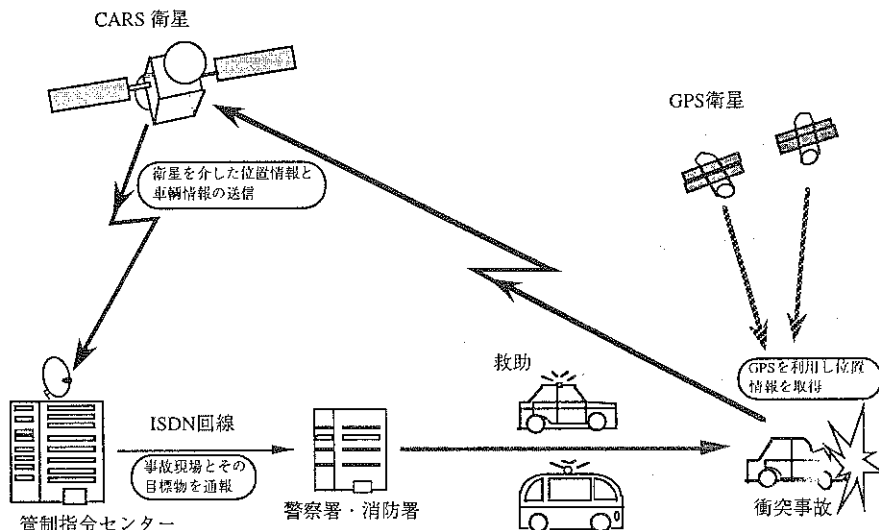 CARS 衛星
GPS衛星
衛星を介した位置情報と
車輌情報の送信
救助
GPSを利用し位置
情報を取得
ISDN回線
事故現場とその
目標物を通報
警察署・消防署
衝突事故
管制指令センター